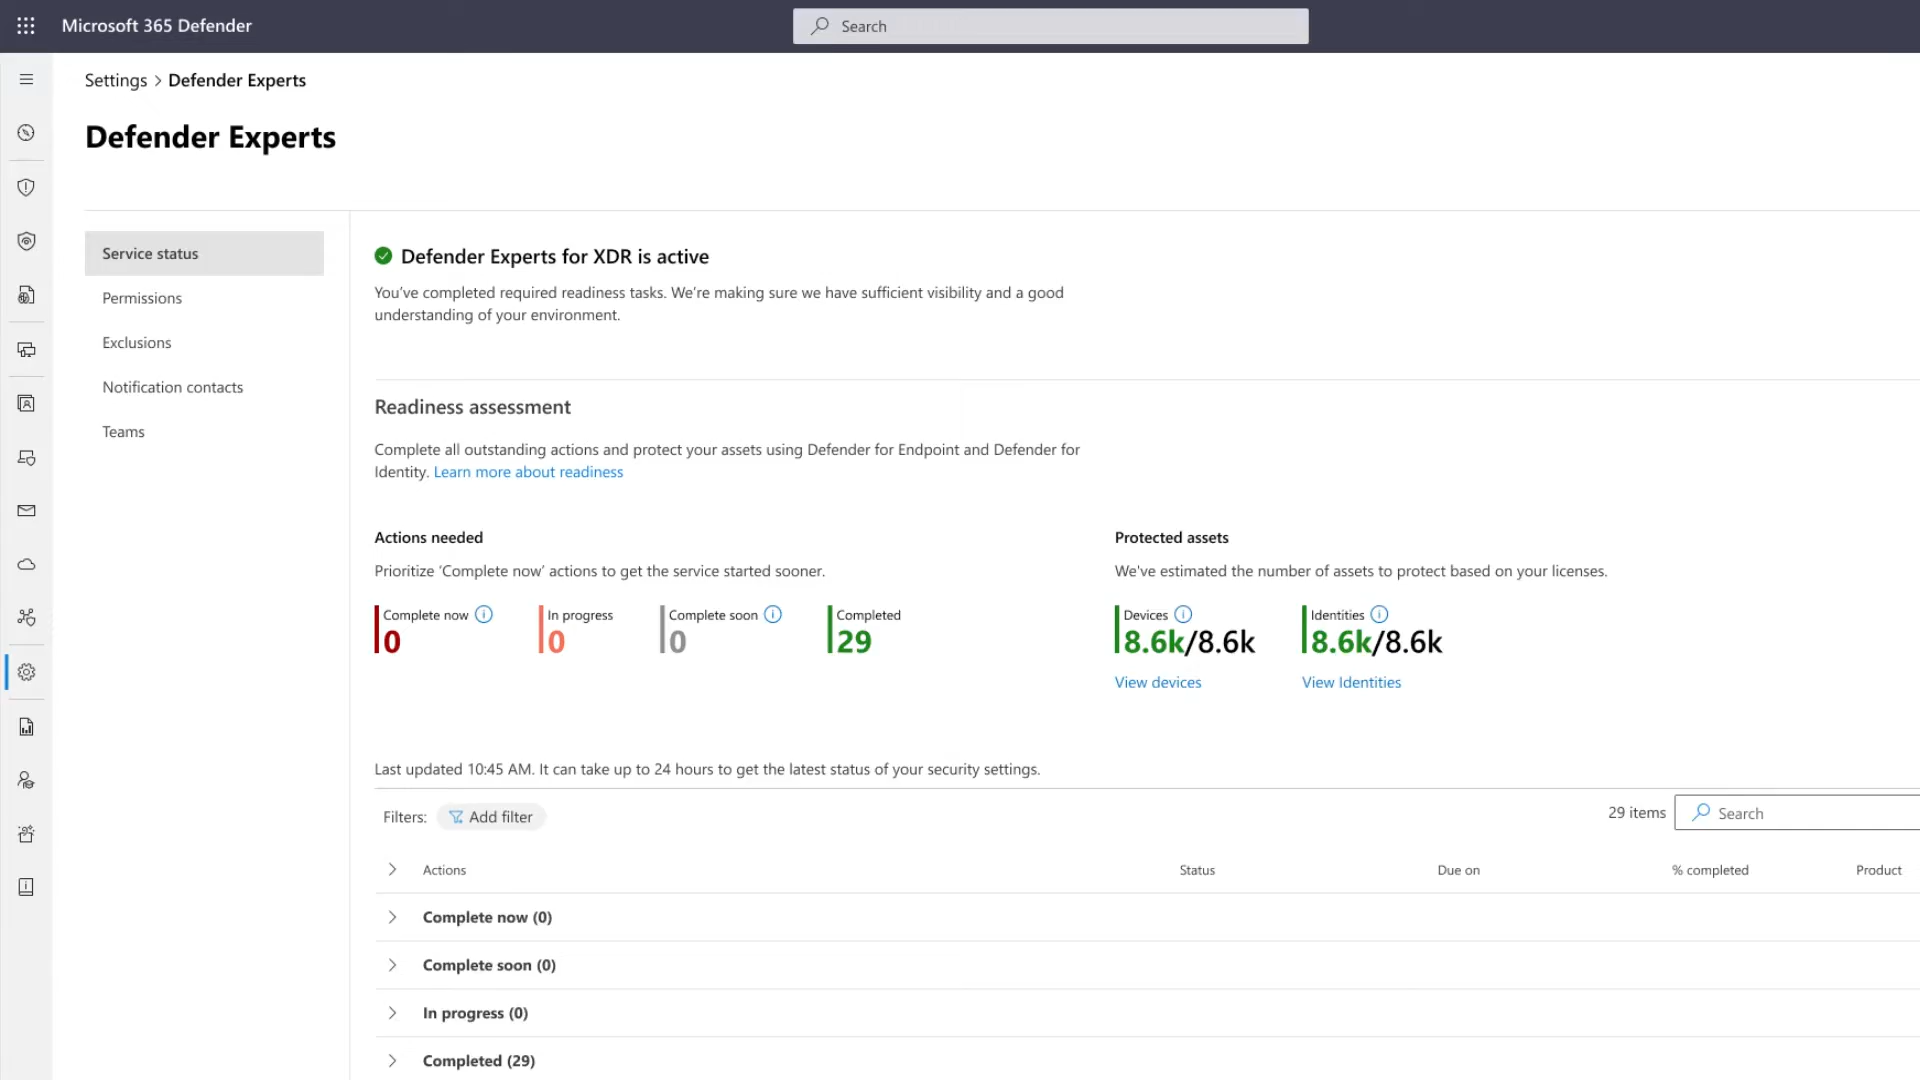 Microsoft 365 Defender
Search
Settings > Defender Experts
Defender Experts
Service status
Permissions
Exclusions
Notification contacts
Teams
Defender Experts for XDR is active
You’ve completed required readiness tasks. We’re making sure we have sufficient visibility and a good
understanding of your environment.
Readiness assessment
Complete all outstanding actions and protect your assets using Defender for Endpoint and Defender for
Identity. Learn more about readiness
Actions needed
Prioritize ‘Complete now’ actions to get the service started sooner.
Complete now
0
In progress
0
Complete soon
0
Completed
29
Protected assets
We've estimated the number of assets to protect based on your licenses.
Devices
8.6k/8.6k
View devices
Identities
8.6k/8.6k
View Identities
Last updated 10:45 AM. It can take up to 24 hours to get the latest status of your security settings.
Filters: Add filter
29 items
Search
Actions Status Due on % completed Product
Complete now (0)
Complete soon (0)
In progress (0)
Completed (29)